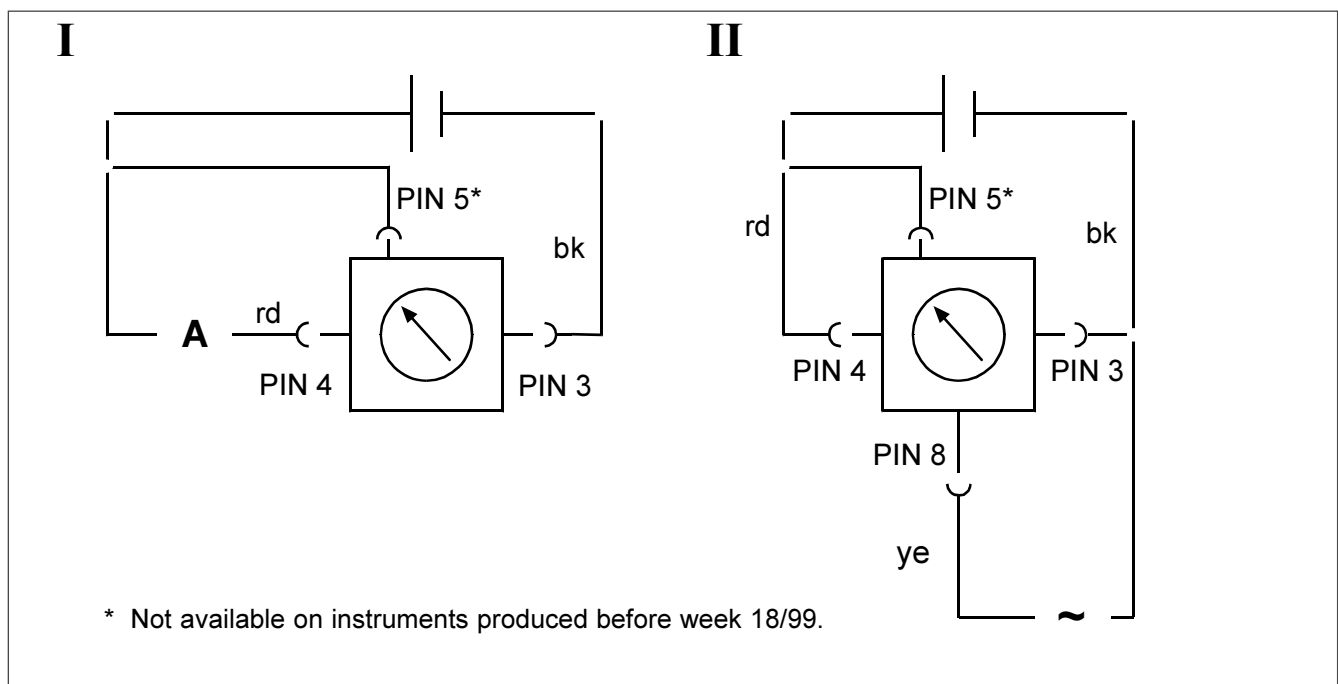 I
II
PIN 5*
bk
A
rd
PIN 4
PIN 3
PIN 5*
rd
bk
PIN 4
PIN 3
PIN 8
ye
~
* Not available on instruments produced before week 18/99.